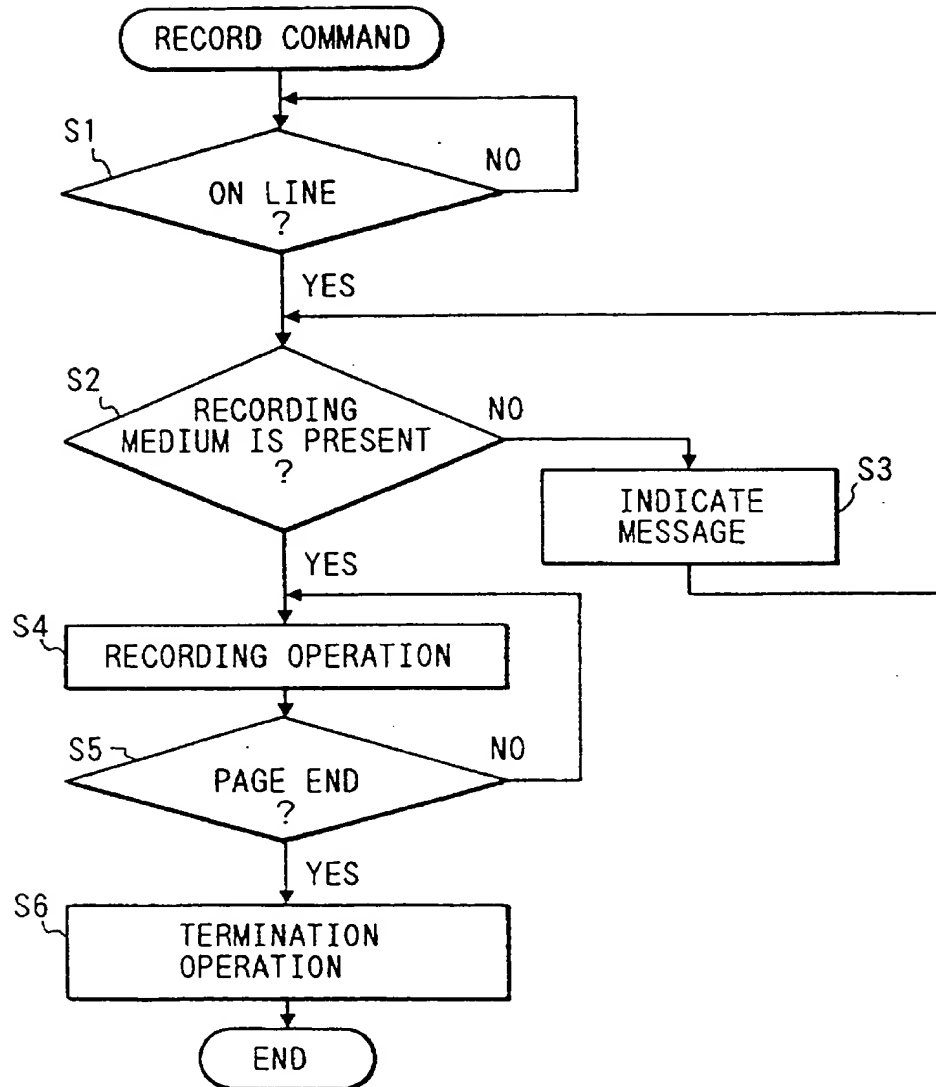 RECORD COMMAND
S1
NO
ON LINE
?
YES
S2
RECORDING
MEDIUM IS PRESENT
?
NO
S3
INDICATE
MESSAGE
YES
S4
RECORDING OPERATION
S5
NO
PAGE END
?
YES
S6
TERMINATION
OPERATION
END